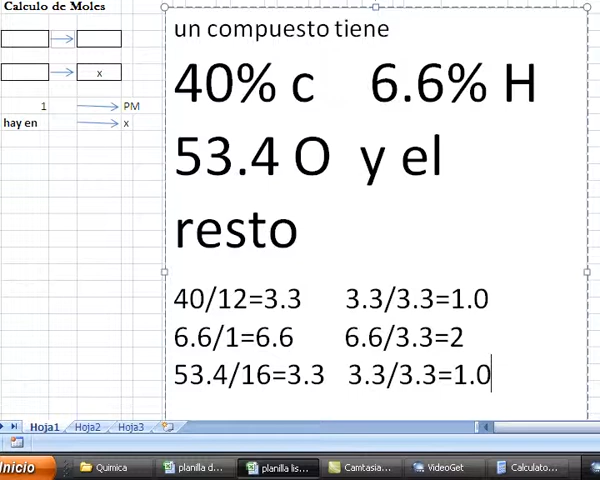 Calculo de Moles
un compuesto tiene
40% c 6.6% H
x
1 PM
53.4 O y el
hay en x
resto
40/12=3.3 3.3/3.3=1.0
6.6/1=6.6 6.6/3.3=2
53.4/16=3.3 3.3/3.3=1.0
Hoja1 Hoja2 Hoja3
Inicio Quimica planilla d... planilla lis... Camtasia... VideoGet Calculato...